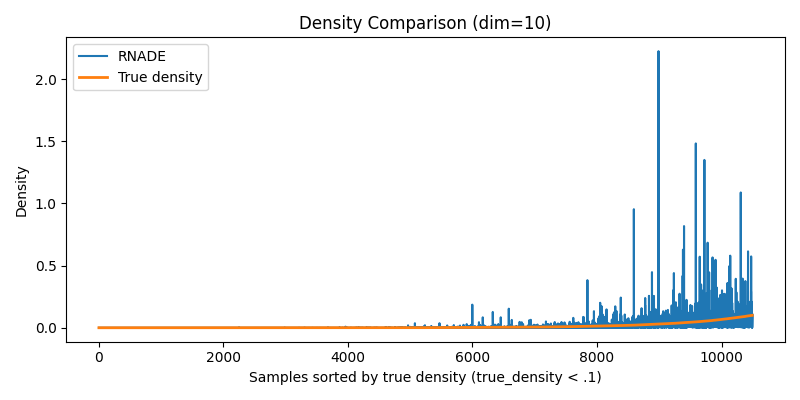 Density Comparison (dim=10)
RNADE
True density
Density
2.0
1.5
1.0
0.5
0.0
0
2000
4000
6000
8000
10000
Samples sorted by true density (true_density < .1)